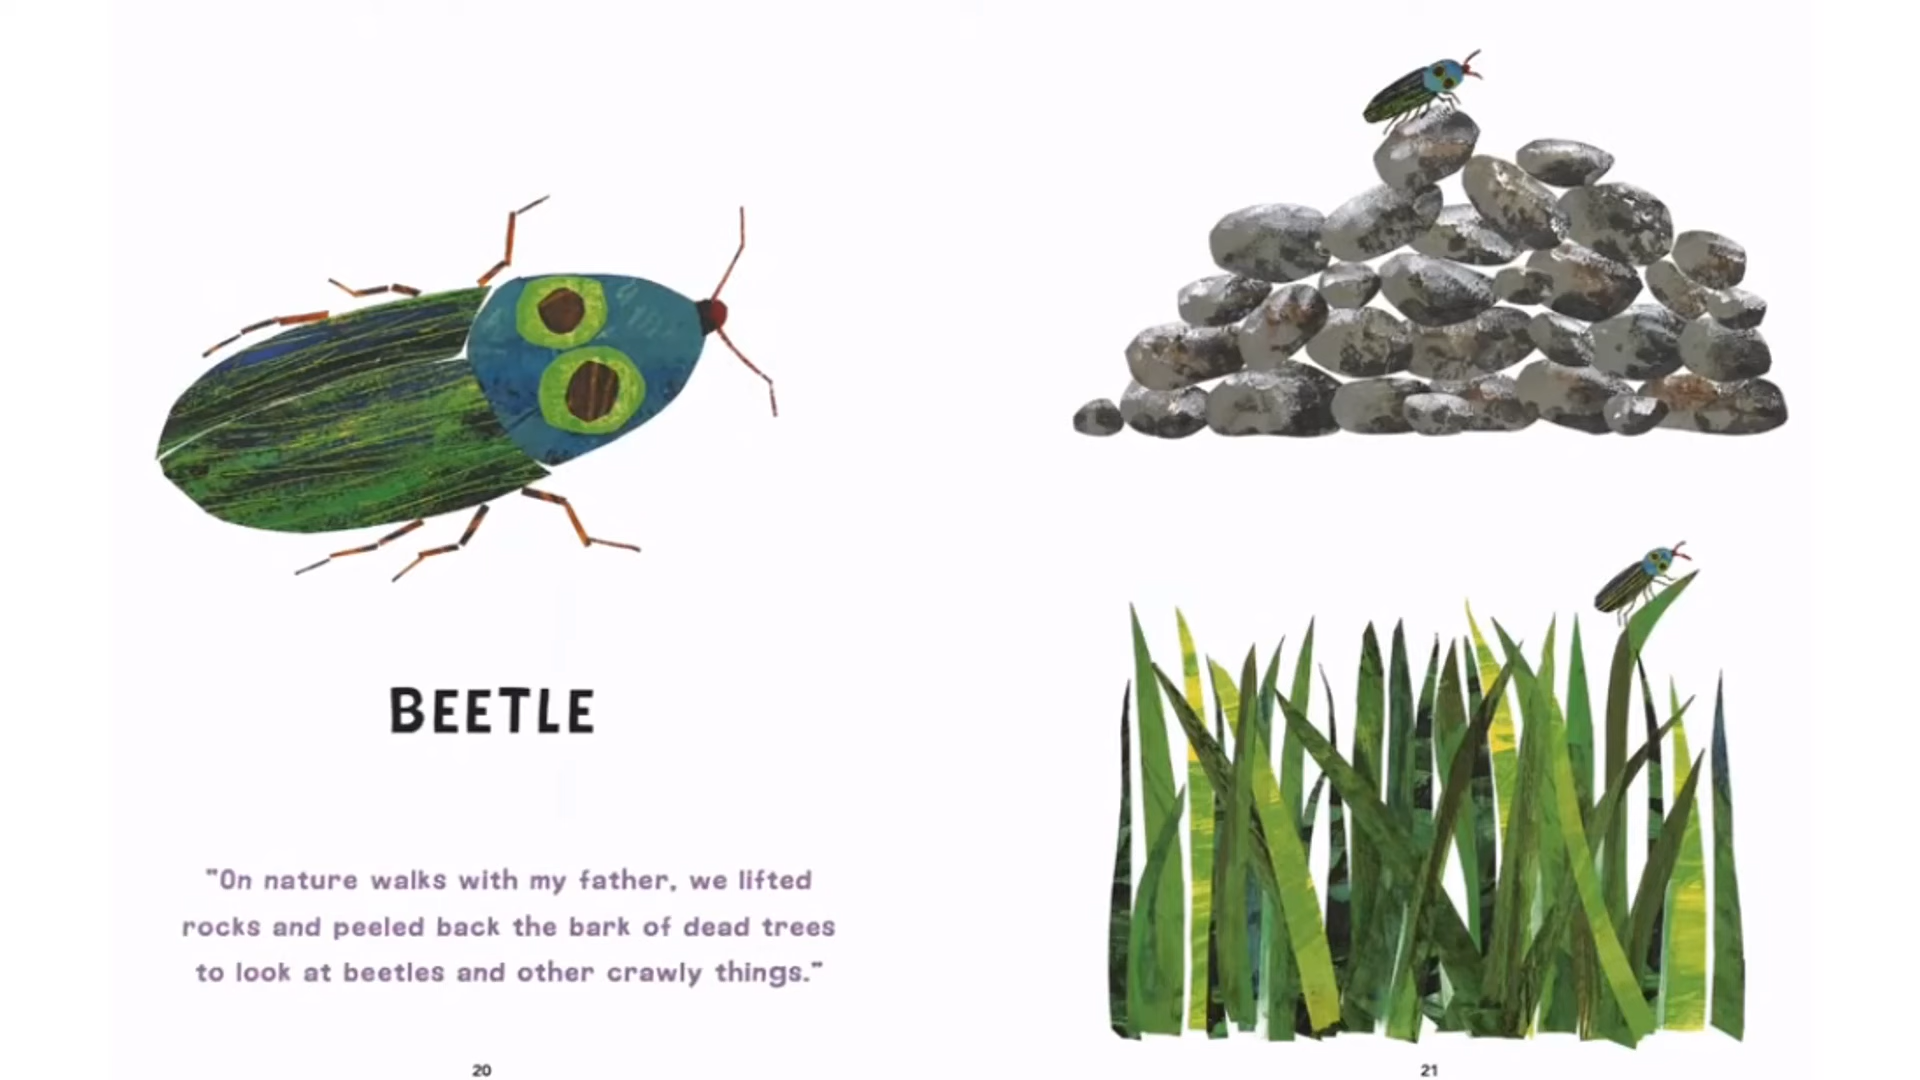 BEETLE
"On nature walks with my father, we lifted
rocks and peeled back the bark of dead trees
to look at beetles and other crawly things."
20
21